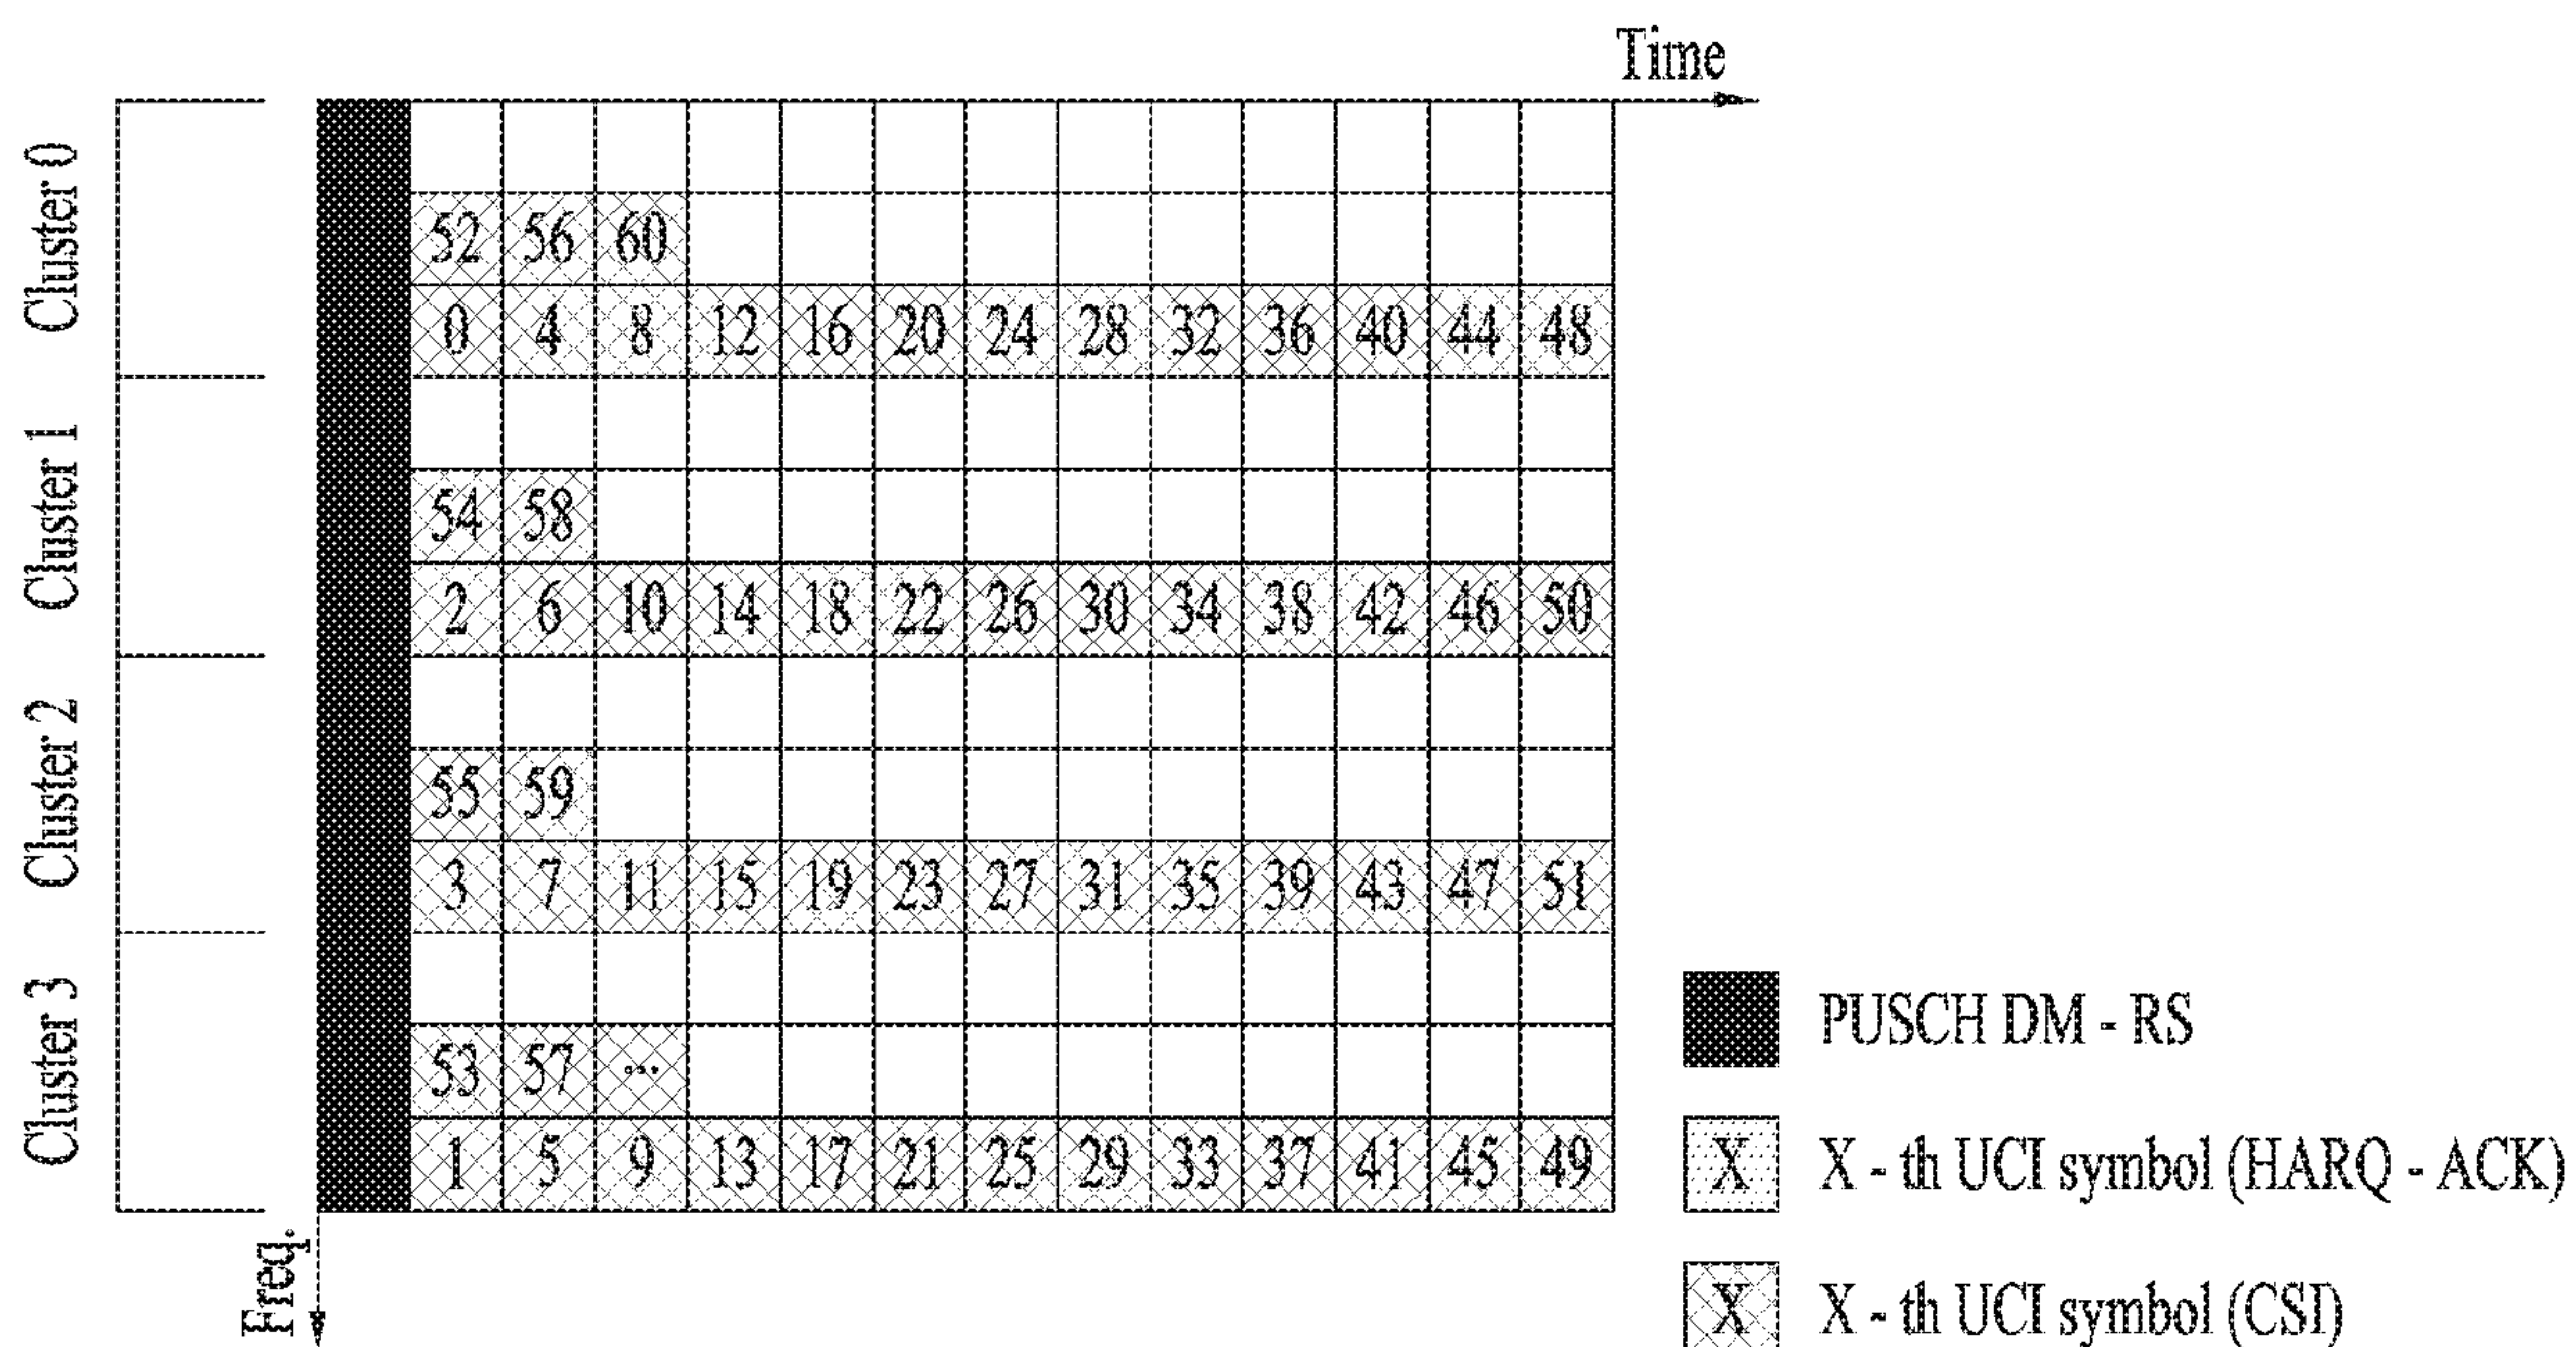 Time
Cluster 0
52 56 60
0 4 8 12 16 20 24 28 32 36 40 44 48
Cluster 1
54 58
2 6 10 14 18 22 26 30 34 38 42 46 50
Cluster 2
55 59
3 7 11 15 19 23 27 31 35 39 43 47 51
Cluster 3
53 57 ...
1 5 9 13 17 21 25 29 33 37 41 45 49
Freq.
PUSCH DM - RS
X X - th UCI symbol (HARQ - ACK)
X X - th UCI symbol (CSI)